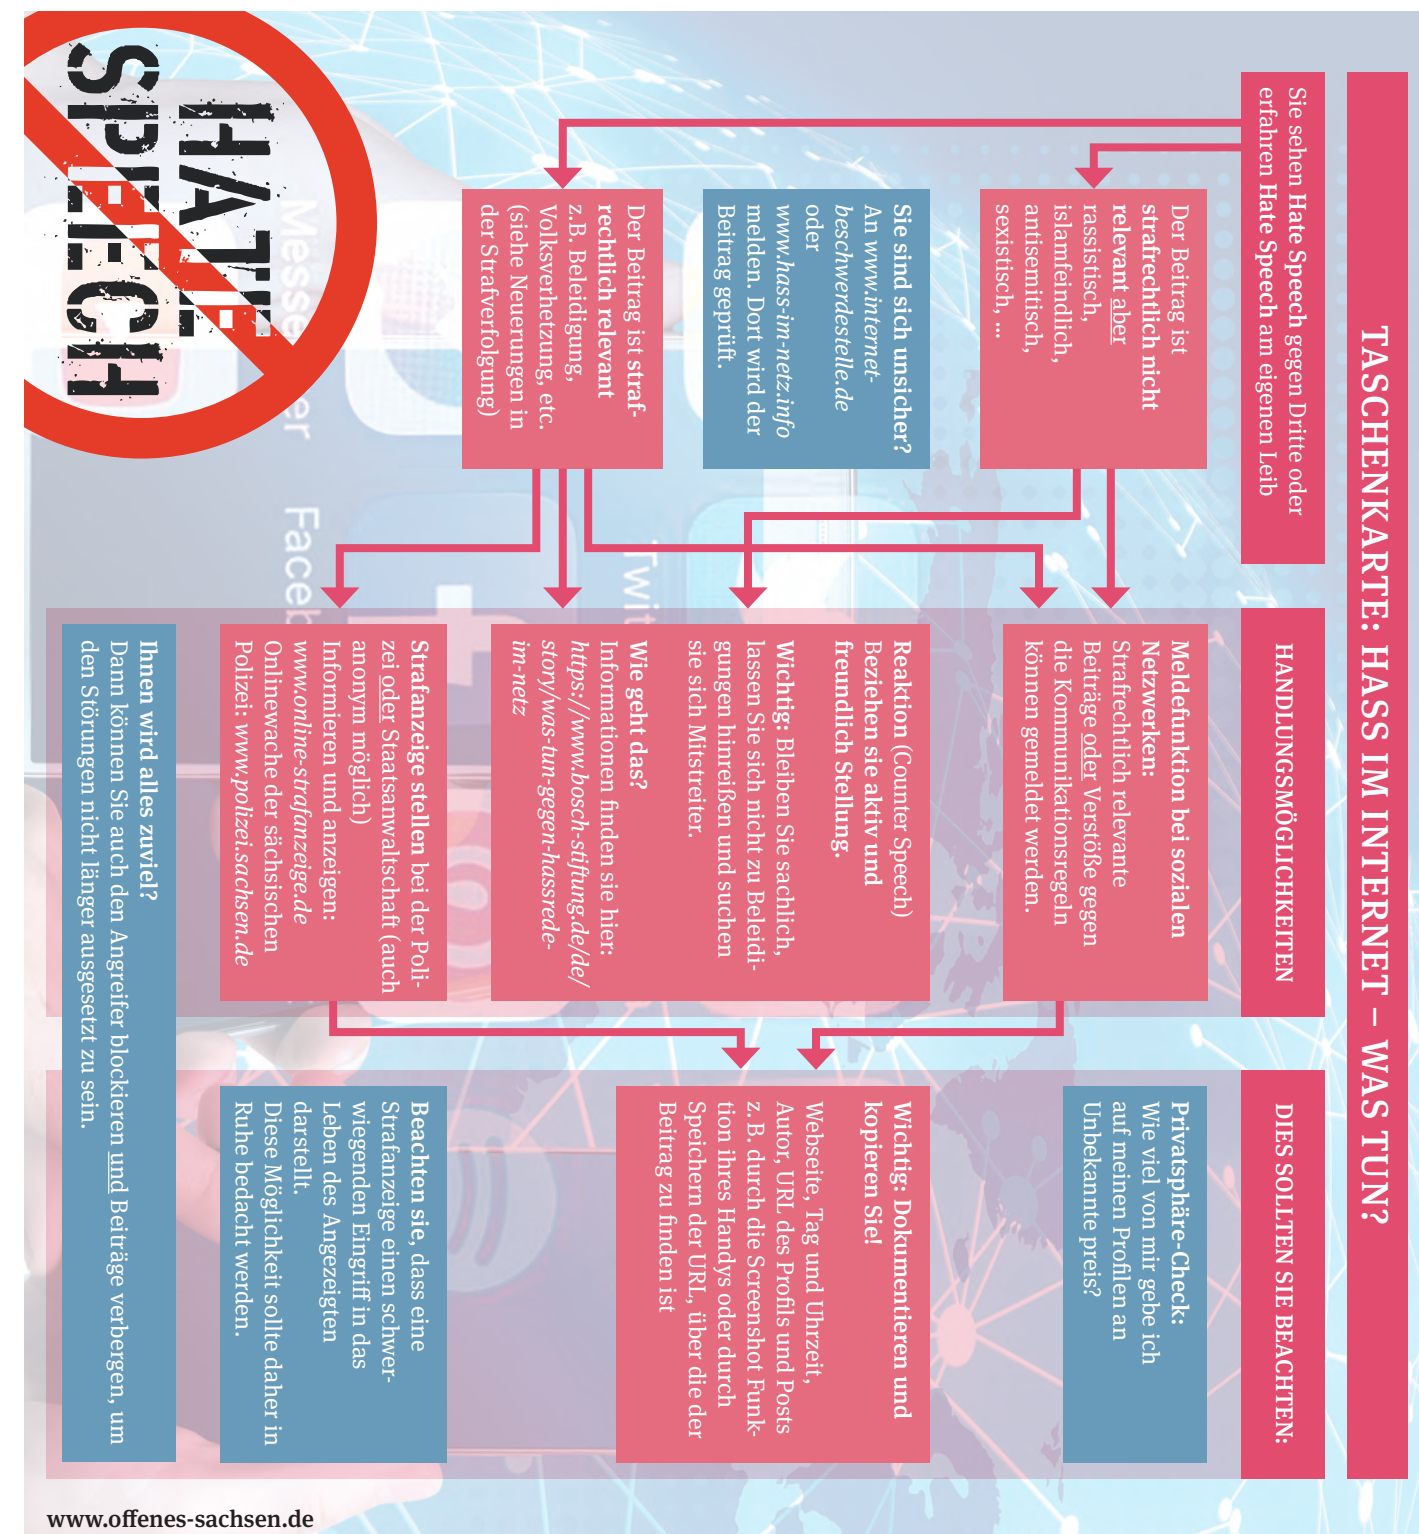 TASCHENKARTE: HASS IM INTERNET – WAS TUN?
Sie sehen Hate Speech gegen Dritte oder
erfahren Hate Speech am eigenen Leib
HANDLUNGSMÖGLICHKEITEN
DIES SOLLTEN SIE BEACHTEN:
Der Beitrag ist
strafrechtlich nicht
relevant aber
rassistisch,
islamfeindlich,
antisemitisch,
sexistisch, ...
Sie sind sich unsicher?
An www.internet-
beschwerdestelle.de
oder
www.hass-im-netz.info
melden. Dort wird der
Beitrag geprüft.
Der Beitrag ist straf-
rechtlich relevant
z.B. Beleidigung,
Volksverhetzung, etc.
(siehe Neuerungen in
der Strafverfolgung)
Meldefunktion bei sozialen
Netzwerken:
Strafrechtlich relevante
Beiträge oder Verstöße gegen
die Kommunikationsregeln
können gemeldet werden.
Reaktion (Counter Speech)
Beziehen sie aktiv und
freundlich Stellung.
Wichtig: Bleiben Sie sachlich,
lassen Sie sich nicht zu Beleidi-
gungen hinreißen und suchen
sie sich Mitstreiter.
Wie geht das?
Informationen finden sie hier:
https://www.bosch-stiftung.de/de/
story/was-tun-gegen-hassrede-
im-netz
Strafanzeige stellen bei der Poli-
zei oder Staatsanwaltschaft (auch
anonym möglich)
Informieren und anzeigen:
www.online-strafanzeige.de
Onlinewache der sächsischen
Polizei: www.polizei.sachsen.de
Ihnen wird alles zuviel?
Dann können Sie auch den Angreifer blockieren und Beiträge verbergen, um
den Störungen nicht länger ausgesetzt zu sein.
Privatsphäre-Check:
Wie viel von mir gebe ich
auf meinen Profilen an
Unbekannte preis?
Wichtig: Dokumentieren und
kopieren Sie!
Webseite, Tag und Uhrzeit,
Autor, URL des Profils und Posts
z.B. durch die Screenshot Funk-
tion ihres Handys oder durch
Speichern der URL, über die der
Beitrag zu finden ist
Beachten sie, dass eine
Strafanzeige einen schwer-
wiegenden Eingriff in das
Leben des Angezeigten
darstellt.
Diese Möglichkeit sollte daher in
Ruhe bedacht werden.
HATE
SPEECH
www.offenes-sachsen.de